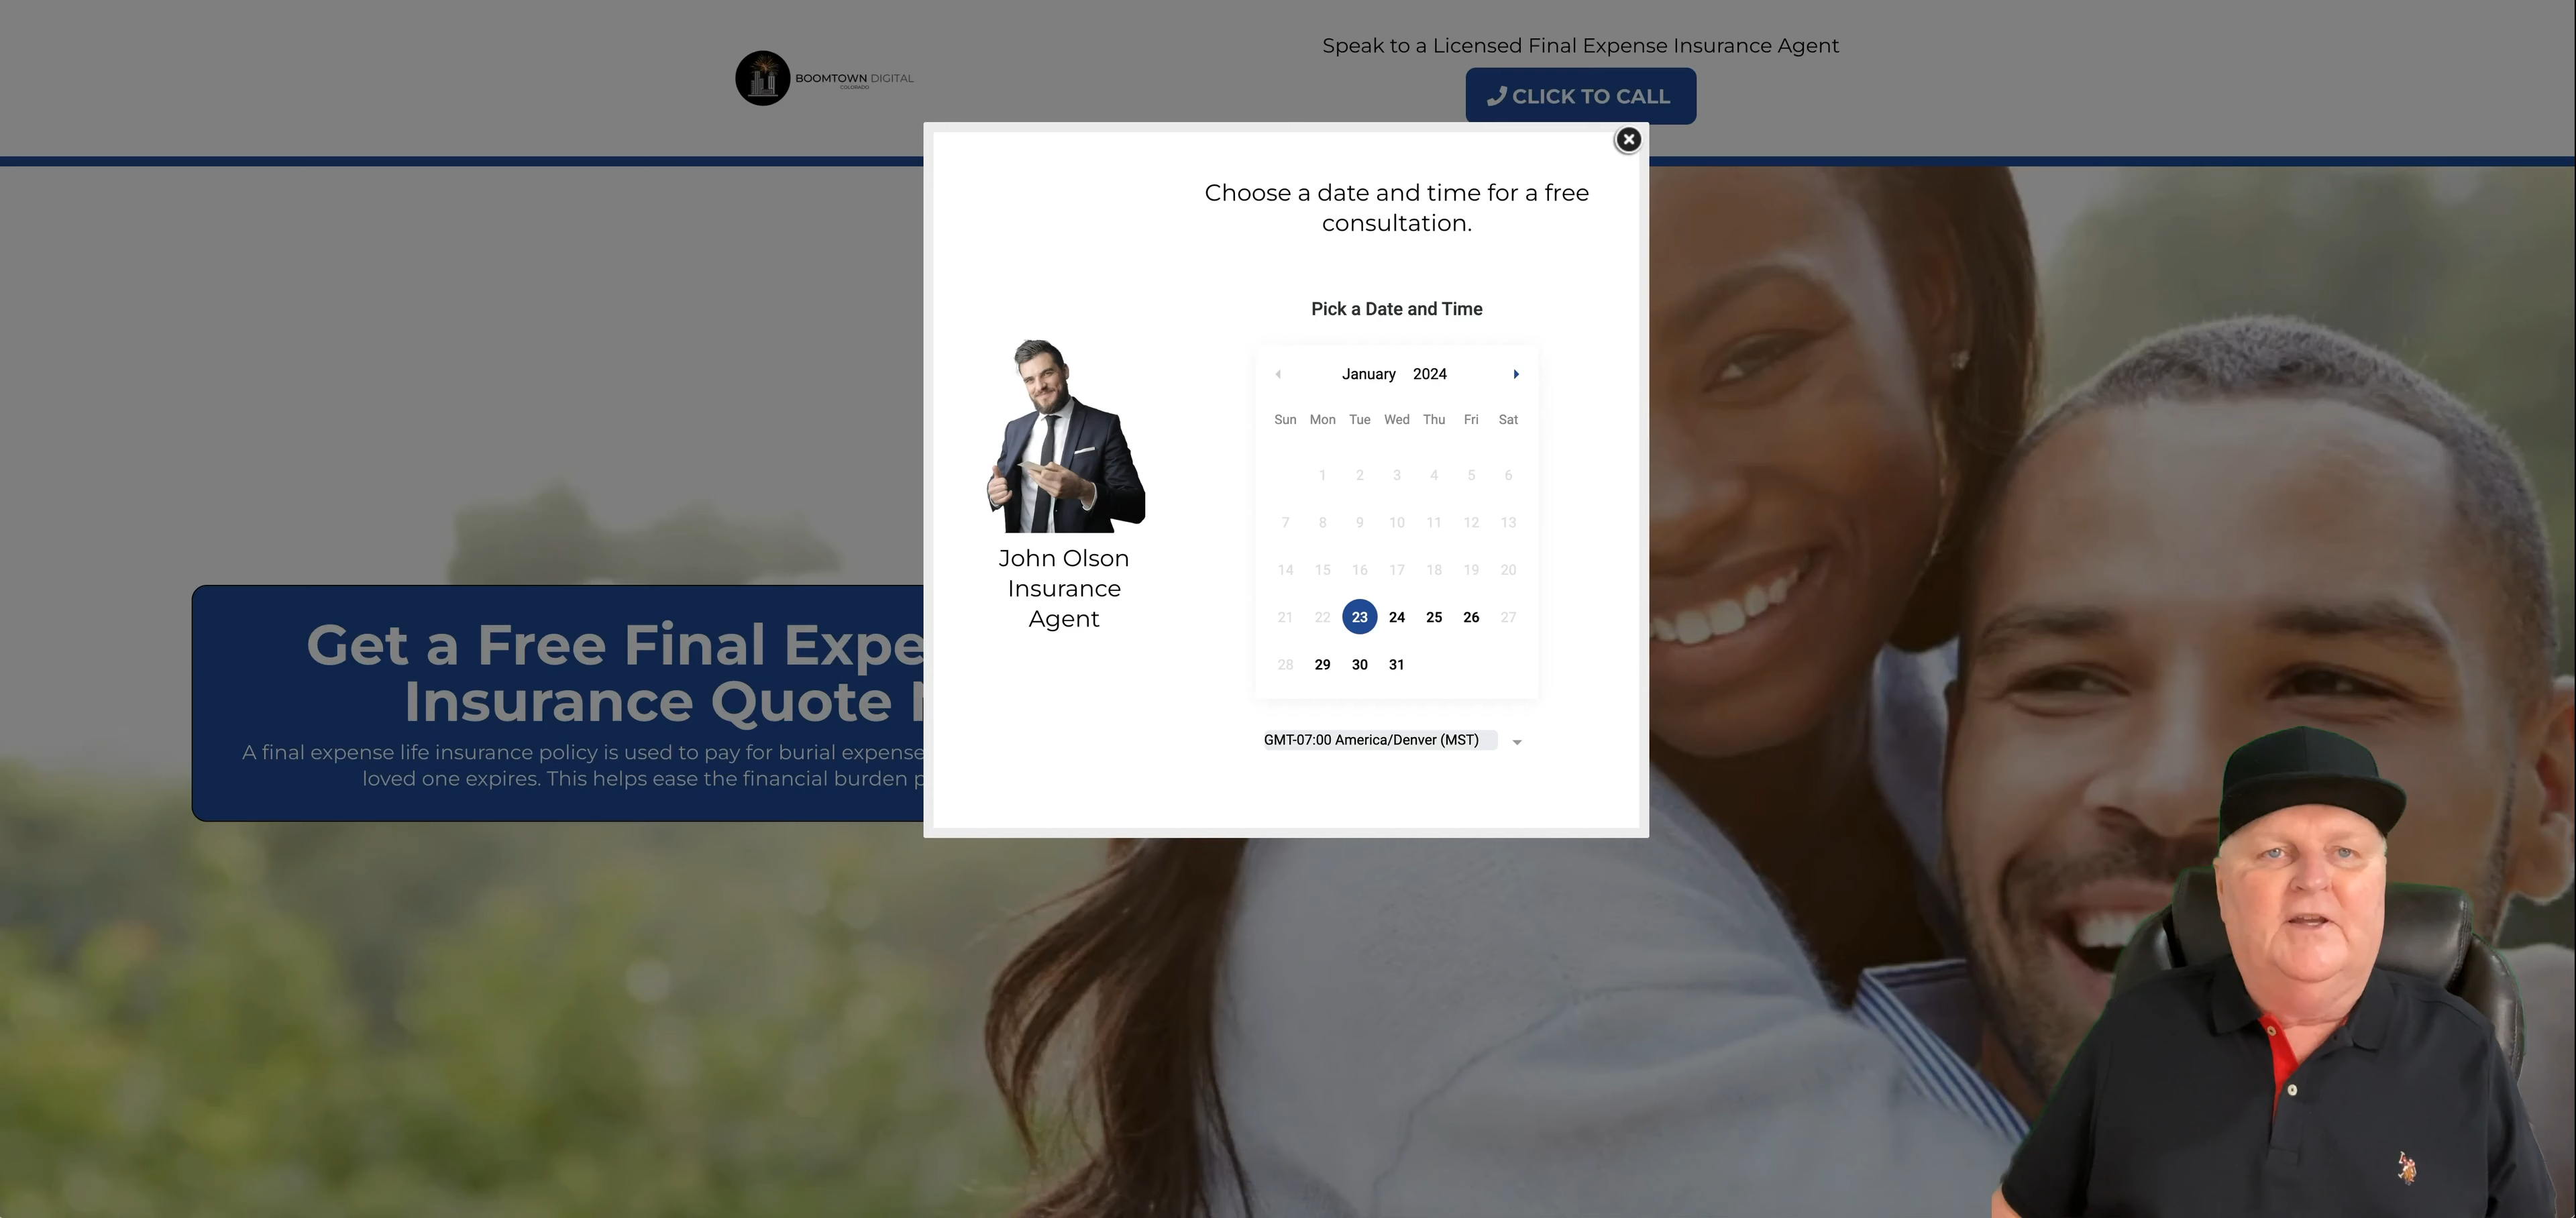 BOOMTOWN DIGITAL
COLORADO
Speak to a Licensed Final Expense Insurance Agent
CLICK TO CALL
Choose a date and time for a free
consultation.
Pick a Date and Time
January 2024
Sun Mon Tue Wed Thu Fri Sat
1 2 3 4 5 6
7 8 9 10 11 12 13
14 15 16 17 18 19 20
21 22 23 24 25 26 27
28 29 30 31
GMT-07:00 America/Denver (MST)
John Olson
Insurance
Agent
Get a Free Final Expe
Insurance Quote
A final expense life insurance policy is used to pay for burial expense
loved one expires. This helps ease the financial burden